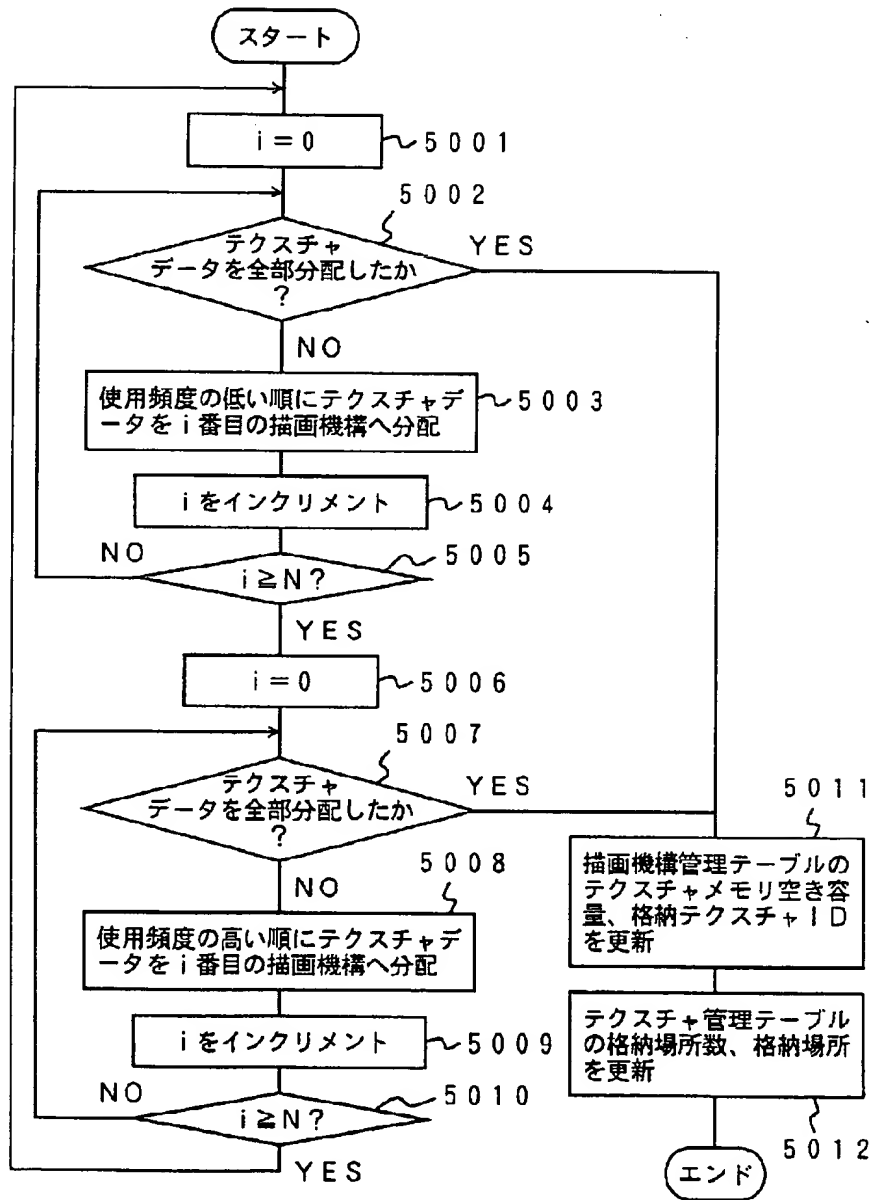 スタート
i=0
5001
5002
テクスチャ
データを全部分配したか
?
YES
NO
使用頻度の低い順にテクスチャデ
ータをi番目の描画機構へ分配
5003
iをインクリメント
5004
NO
5005
i≧N?
YES
i=0
5006
5007
テクスチャ
データを全部分配したか
?
YES
NO
5008
使用頻度の高い順にテクスチャデ
ータをi番目の描画機構へ分配
iをインクリメント
5009
NO
5010
i≧N?
YES
5011
描画機構管理テーブルの
テクスチャメモリ空き容
量、格納テクスチャID
を更新
テクスチャ管理テーブル
の格納場所数、格納場所
を更新
5012
エンド